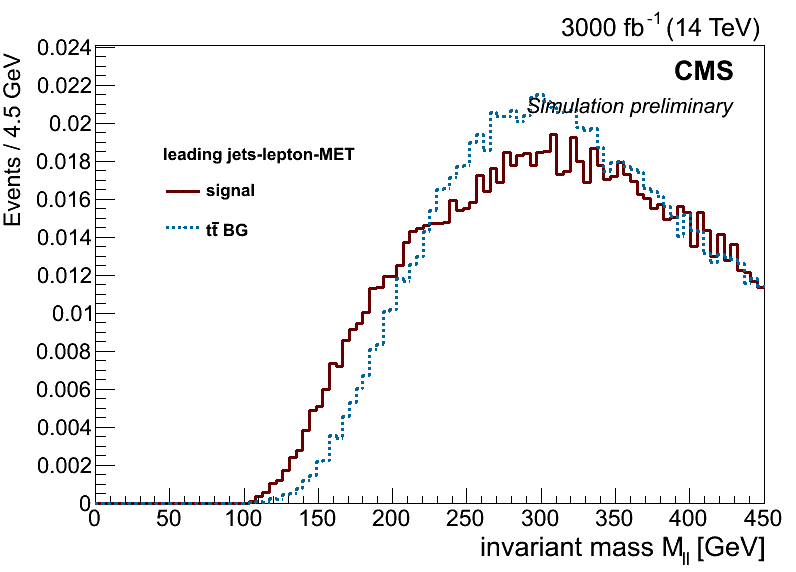 3000 fb-1 (14 TeV)
CMS
Simulation preliminary
Events / 4.5 GeV
0.024
0.022
0.02
0.018
0.016
0.014
0.012
0.01
0.008
0.006
0.004
0.002
0
leading jets-lepton-MET
signal
tt̄ BG
0 50 100 150 200 250 300 350 400 450
invariant mass Mll [GeV]